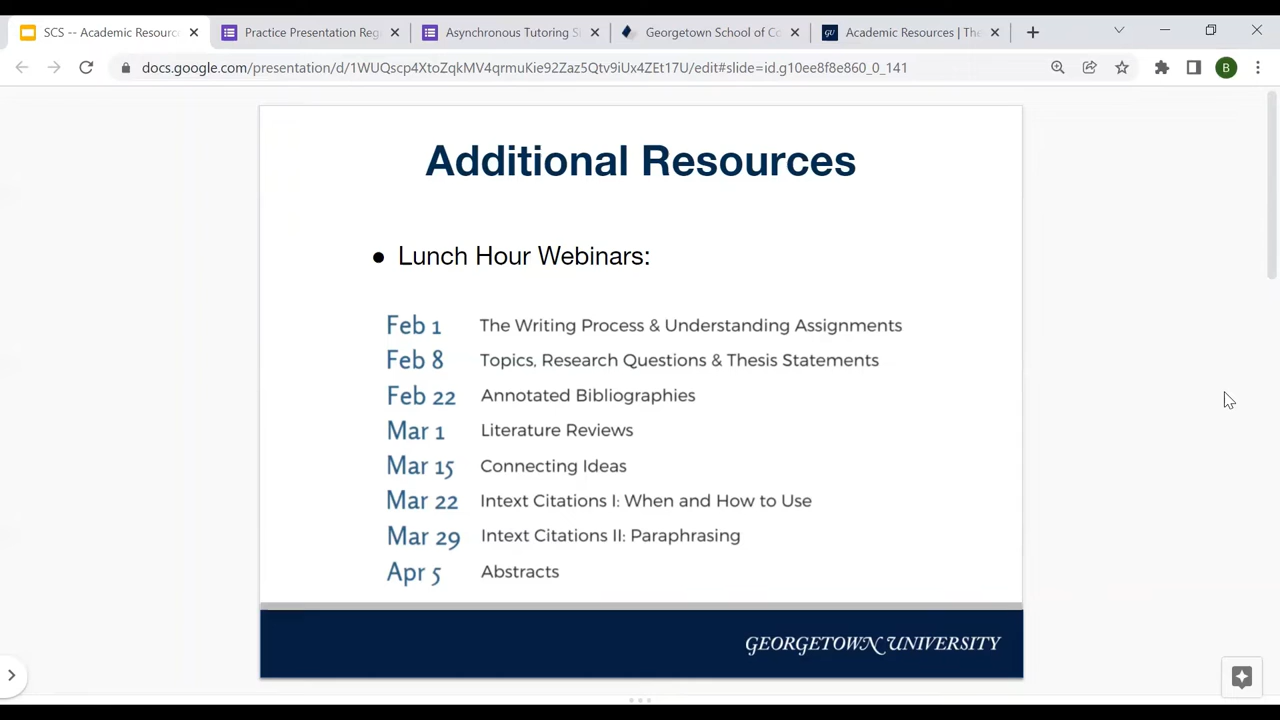 SCS -- Academic Resourc
Practice Presentation Reg
Asynchronous Tutoring S
Georgetown School of Co
GU
Academic Resources | The
docs.google.com/presentation/d/1WUQscp4XtoZqkMV4qrmuKie92Zaz5Qtv9iUx4ZEt17U/edit#slide=id.g10ee8f8e860_0_141
B
Additional Resources
● Lunch Hour Webinars:
Feb 1 The Writing Process & Understanding Assignments
Feb 8 Topics, Research Questions & Thesis Statements
Feb 22 Annotated Bibliographies
Mar 1 Literature Reviews
Mar 15 Connecting Ideas
Mar 22 Intext Citations I: When and How to Use
Mar 29 Intext Citations II: Paraphrasing
Apr 5 Abstracts
GEORGETOWN UNIVERSITY